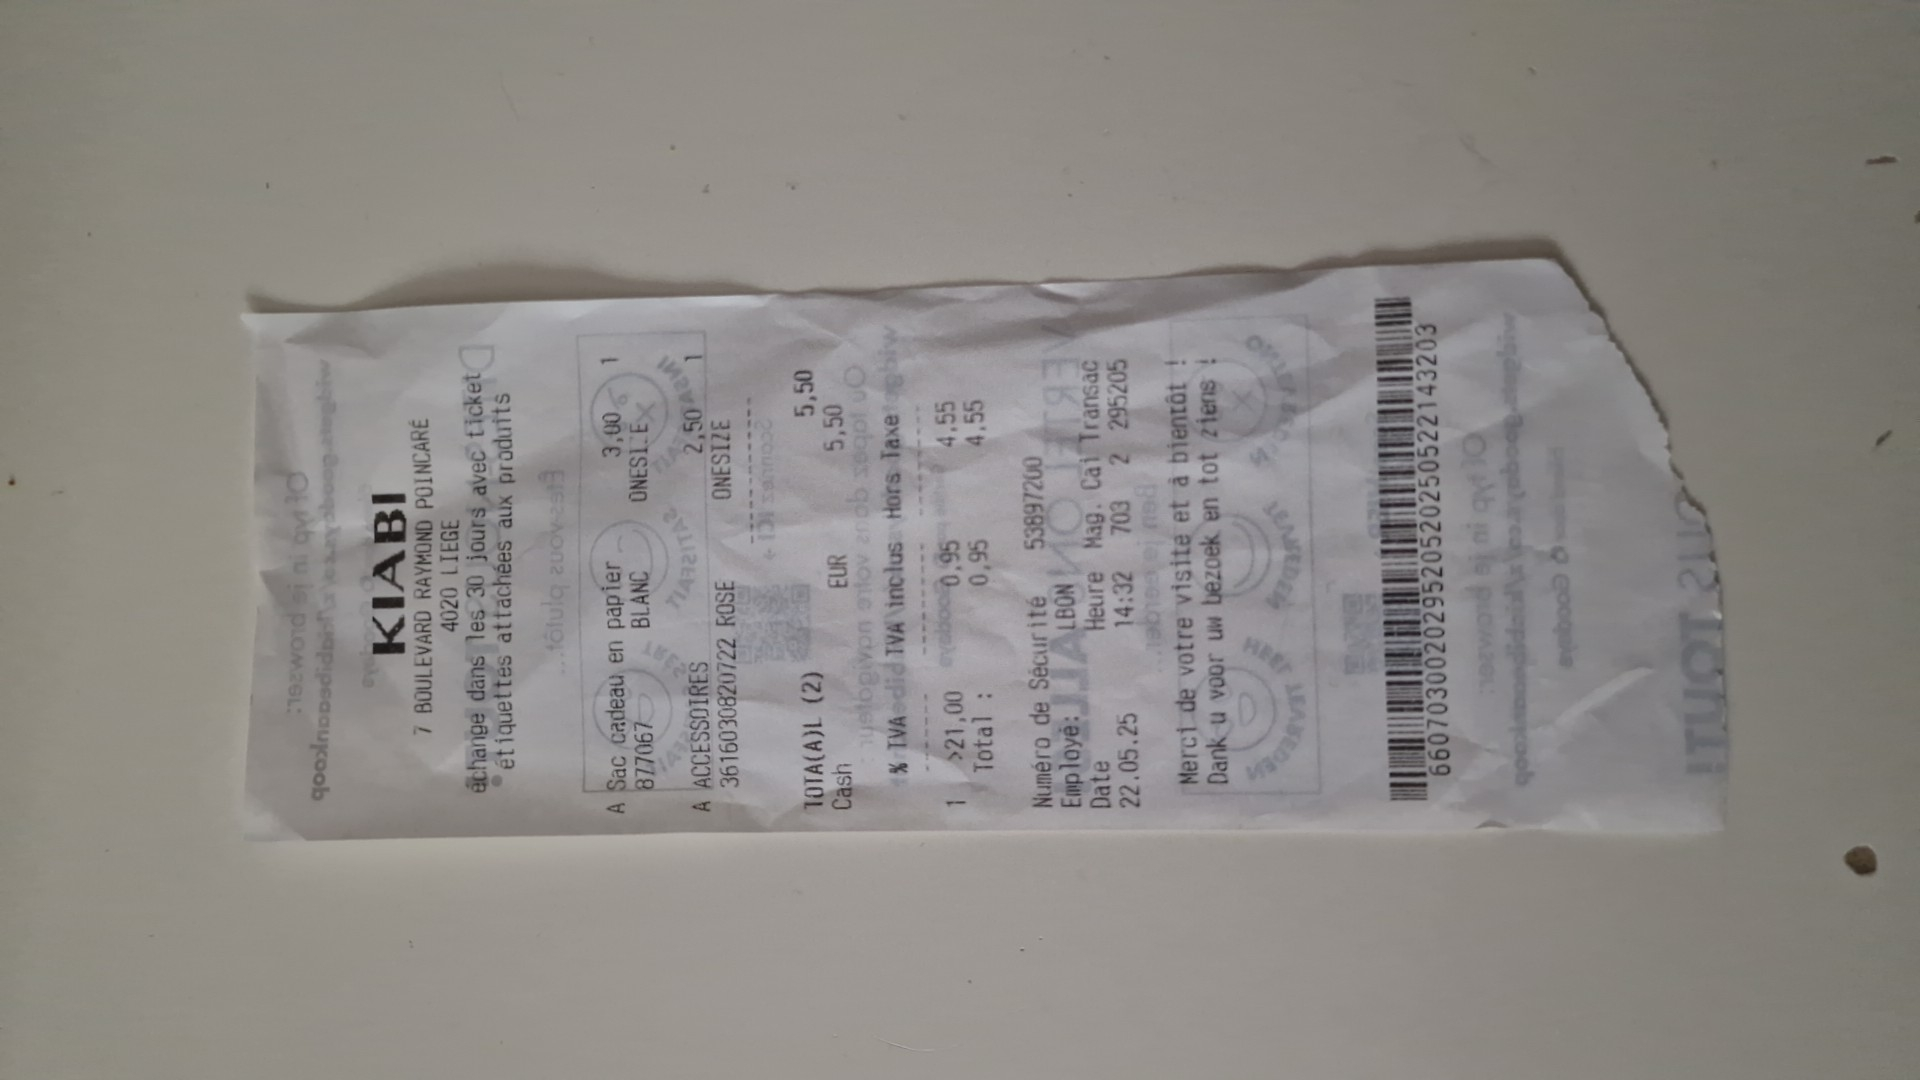 KIABI
7 BOULEVARD RAYMOND POINCARÉ
4020 LIEGE
échange dans les 30 jours avec ticket
étiquettes attachées aux produits
A Sac cadeau en papier 3,00 1
877067 BLANC ONESIZE
A ACCESSOIRES 2,50 1
3616030820722 ROSE ONESIZE
TOTA(A)L (2) 5,50
Cash EUR 5,50
% TVA TVA inclus Hors Taxe
1 >21,00 0,95 4,55
Total : 0,95 4,55
Numéro de Sécurité 53897200
Employé: LBON
Date Heure Mag. Cai Transac
22.05.25 14:32 703 2 295205
Merci de votre visite et à bientôt !
Dank u voor uw bezoek en tot ziens !
6607030020295205202505221432​03